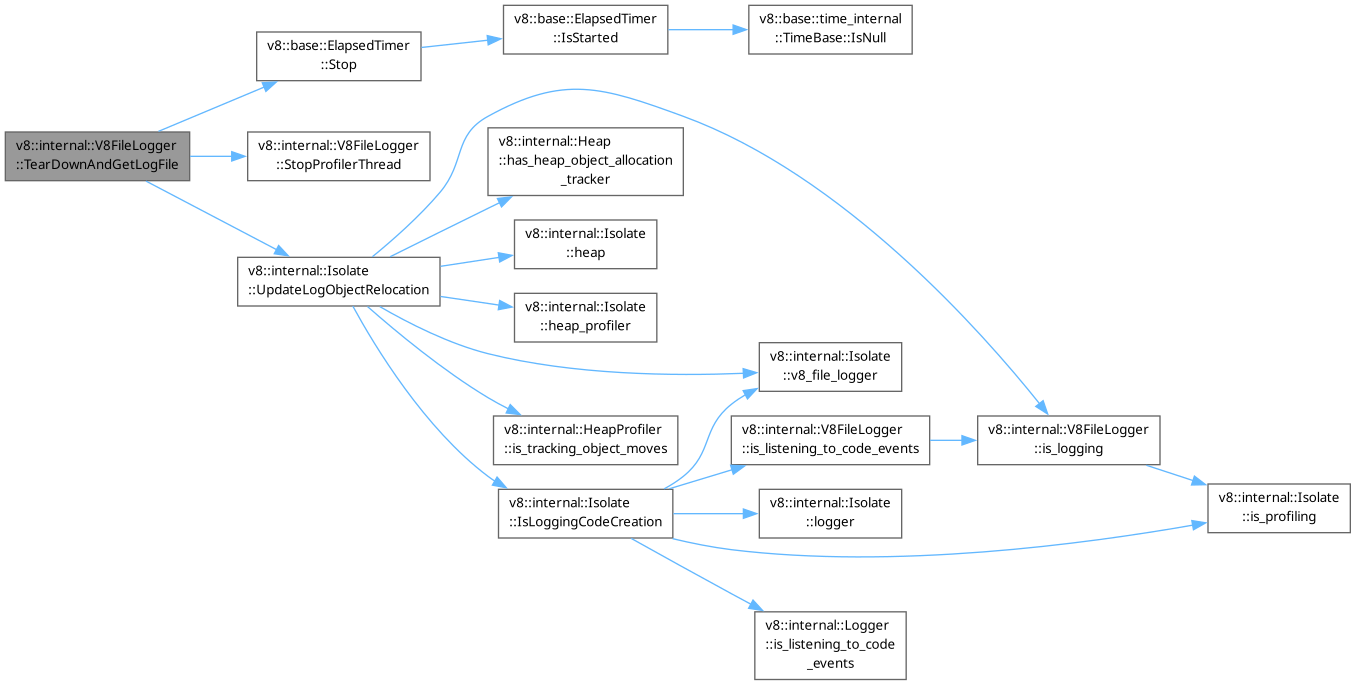 v8::internal::V8FileLogger
::TearDownAndGetLogFile
v8::base::ElapsedTimer
::Stop
v8::base::ElapsedTimer
::IsStarted
v8::base::time_internal
::TimeBase::IsNull
v8::internal::V8FileLogger
::StopProfilerThread
v8::internal::Isolate
::UpdateLogObjectRelocation
v8::internal::Heap
::has_heap_object_allocation
_tracker
v8::internal::Isolate
::heap
v8::internal::Isolate
::heap_profiler
v8::internal::Isolate
::v8_file_logger
v8::internal::HeapProfiler
::is_tracking_object_moves
v8::internal::V8FileLogger
::is_listening_to_code_events
v8::internal::V8FileLogger
::is_logging
v8::internal::Isolate
::IsLoggingCodeCreation
v8::internal::Isolate
::logger
v8::internal::Isolate
::is_profiling
v8::internal::Logger
::is_listening_to_code
_events